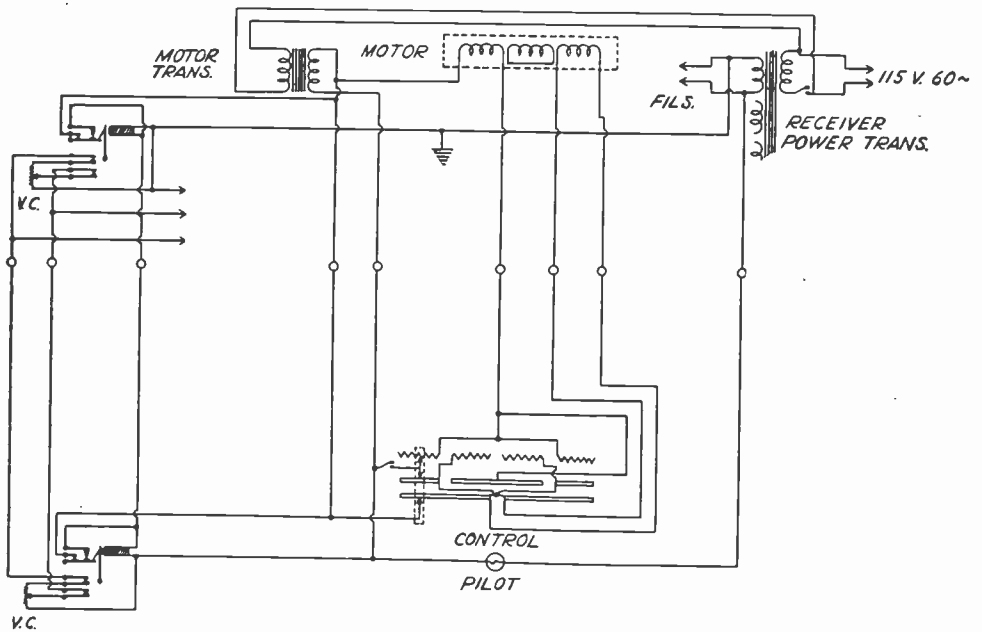 MOTOR
TRANS.
MOTOR
FILS.
115 V. 60~
RECEIVER
POWER TRANS.
V.C.
CONTROL
PILOT
V.C.